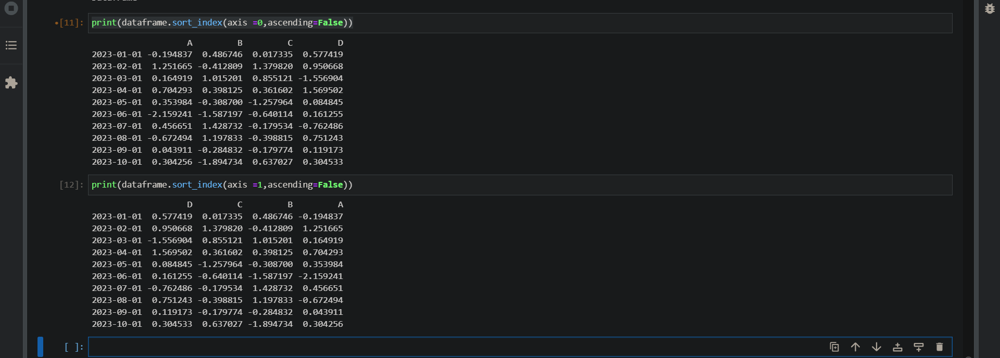 [11]: print(dataframe.sort_index(axis =0,ascending=False))
A B C D
2023-01-01 -0.194837 0.486746 0.017335 0.577419
2023-02-01 1.251665 -0.412809 1.379820 0.950668
2023-03-01 0.164919 1.015201 0.855121 -1.556904
2023-04-01 0.704293 0.398125 0.361602 1.569502
2023-05-01 0.353984 -0.308700 -1.257964 0.084845
2023-06-01 -2.159241 -1.587197 -0.640114 0.161255
2023-07-01 0.456651 1.428732 -0.179534 -0.762486
2023-08-01 -0.672494 1.197833 -0.398815 0.751243
2023-09-01 0.043911 -0.284832 -0.179774 0.119173
2023-10-01 0.304256 -1.894734 0.637027 0.304533
[12]: print(dataframe.sort_index(axis =1,ascending=False))
D C B A
2023-01-01 0.577419 0.017335 0.486746 -0.194837
2023-02-01 0.950668 1.379820 -0.412809 1.251665
2023-03-01 -1.556904 0.855121 1.015201 0.164919
2023-04-01 1.569502 0.361602 0.398125 0.704293
2023-05-01 0.084845 -1.257964 -0.308700 0.353984
2023-06-01 0.161255 -0.640114 -1.587197 -2.159241
2023-07-01 -0.762486 -0.179534 1.428732 0.456651
2023-08-01 0.751243 -0.398815 1.197833 -0.672494
2023-09-01 0.119173 -0.179774 -0.284832 0.043911
2023-10-01 0.304533 0.637027 -1.894734 0.304256
[ ]: